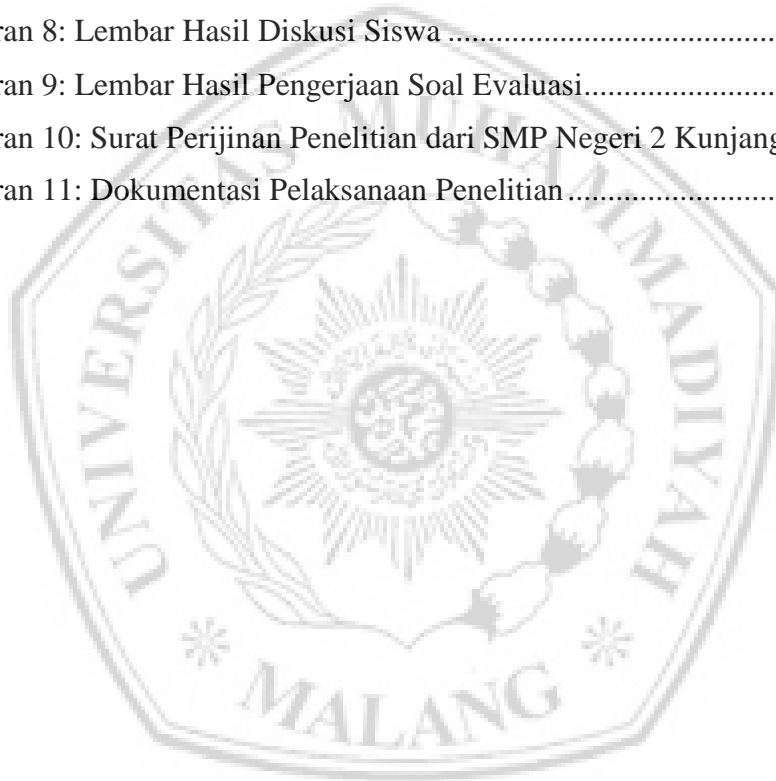 ran 8: Lembar Hasil Diskusi Siswa ........................................
ran 9: Lembar Hasil Pengerjaan Soal Evaluasi........................
ran 10: Surat Perijinan Penelitian dari SMP Negeri 2 Kunjang
ran 11: Dokumentasi Pelaksanaan Penelitian ..........................
UNIVERSITAS MUHAMMADIYAH
MALANG